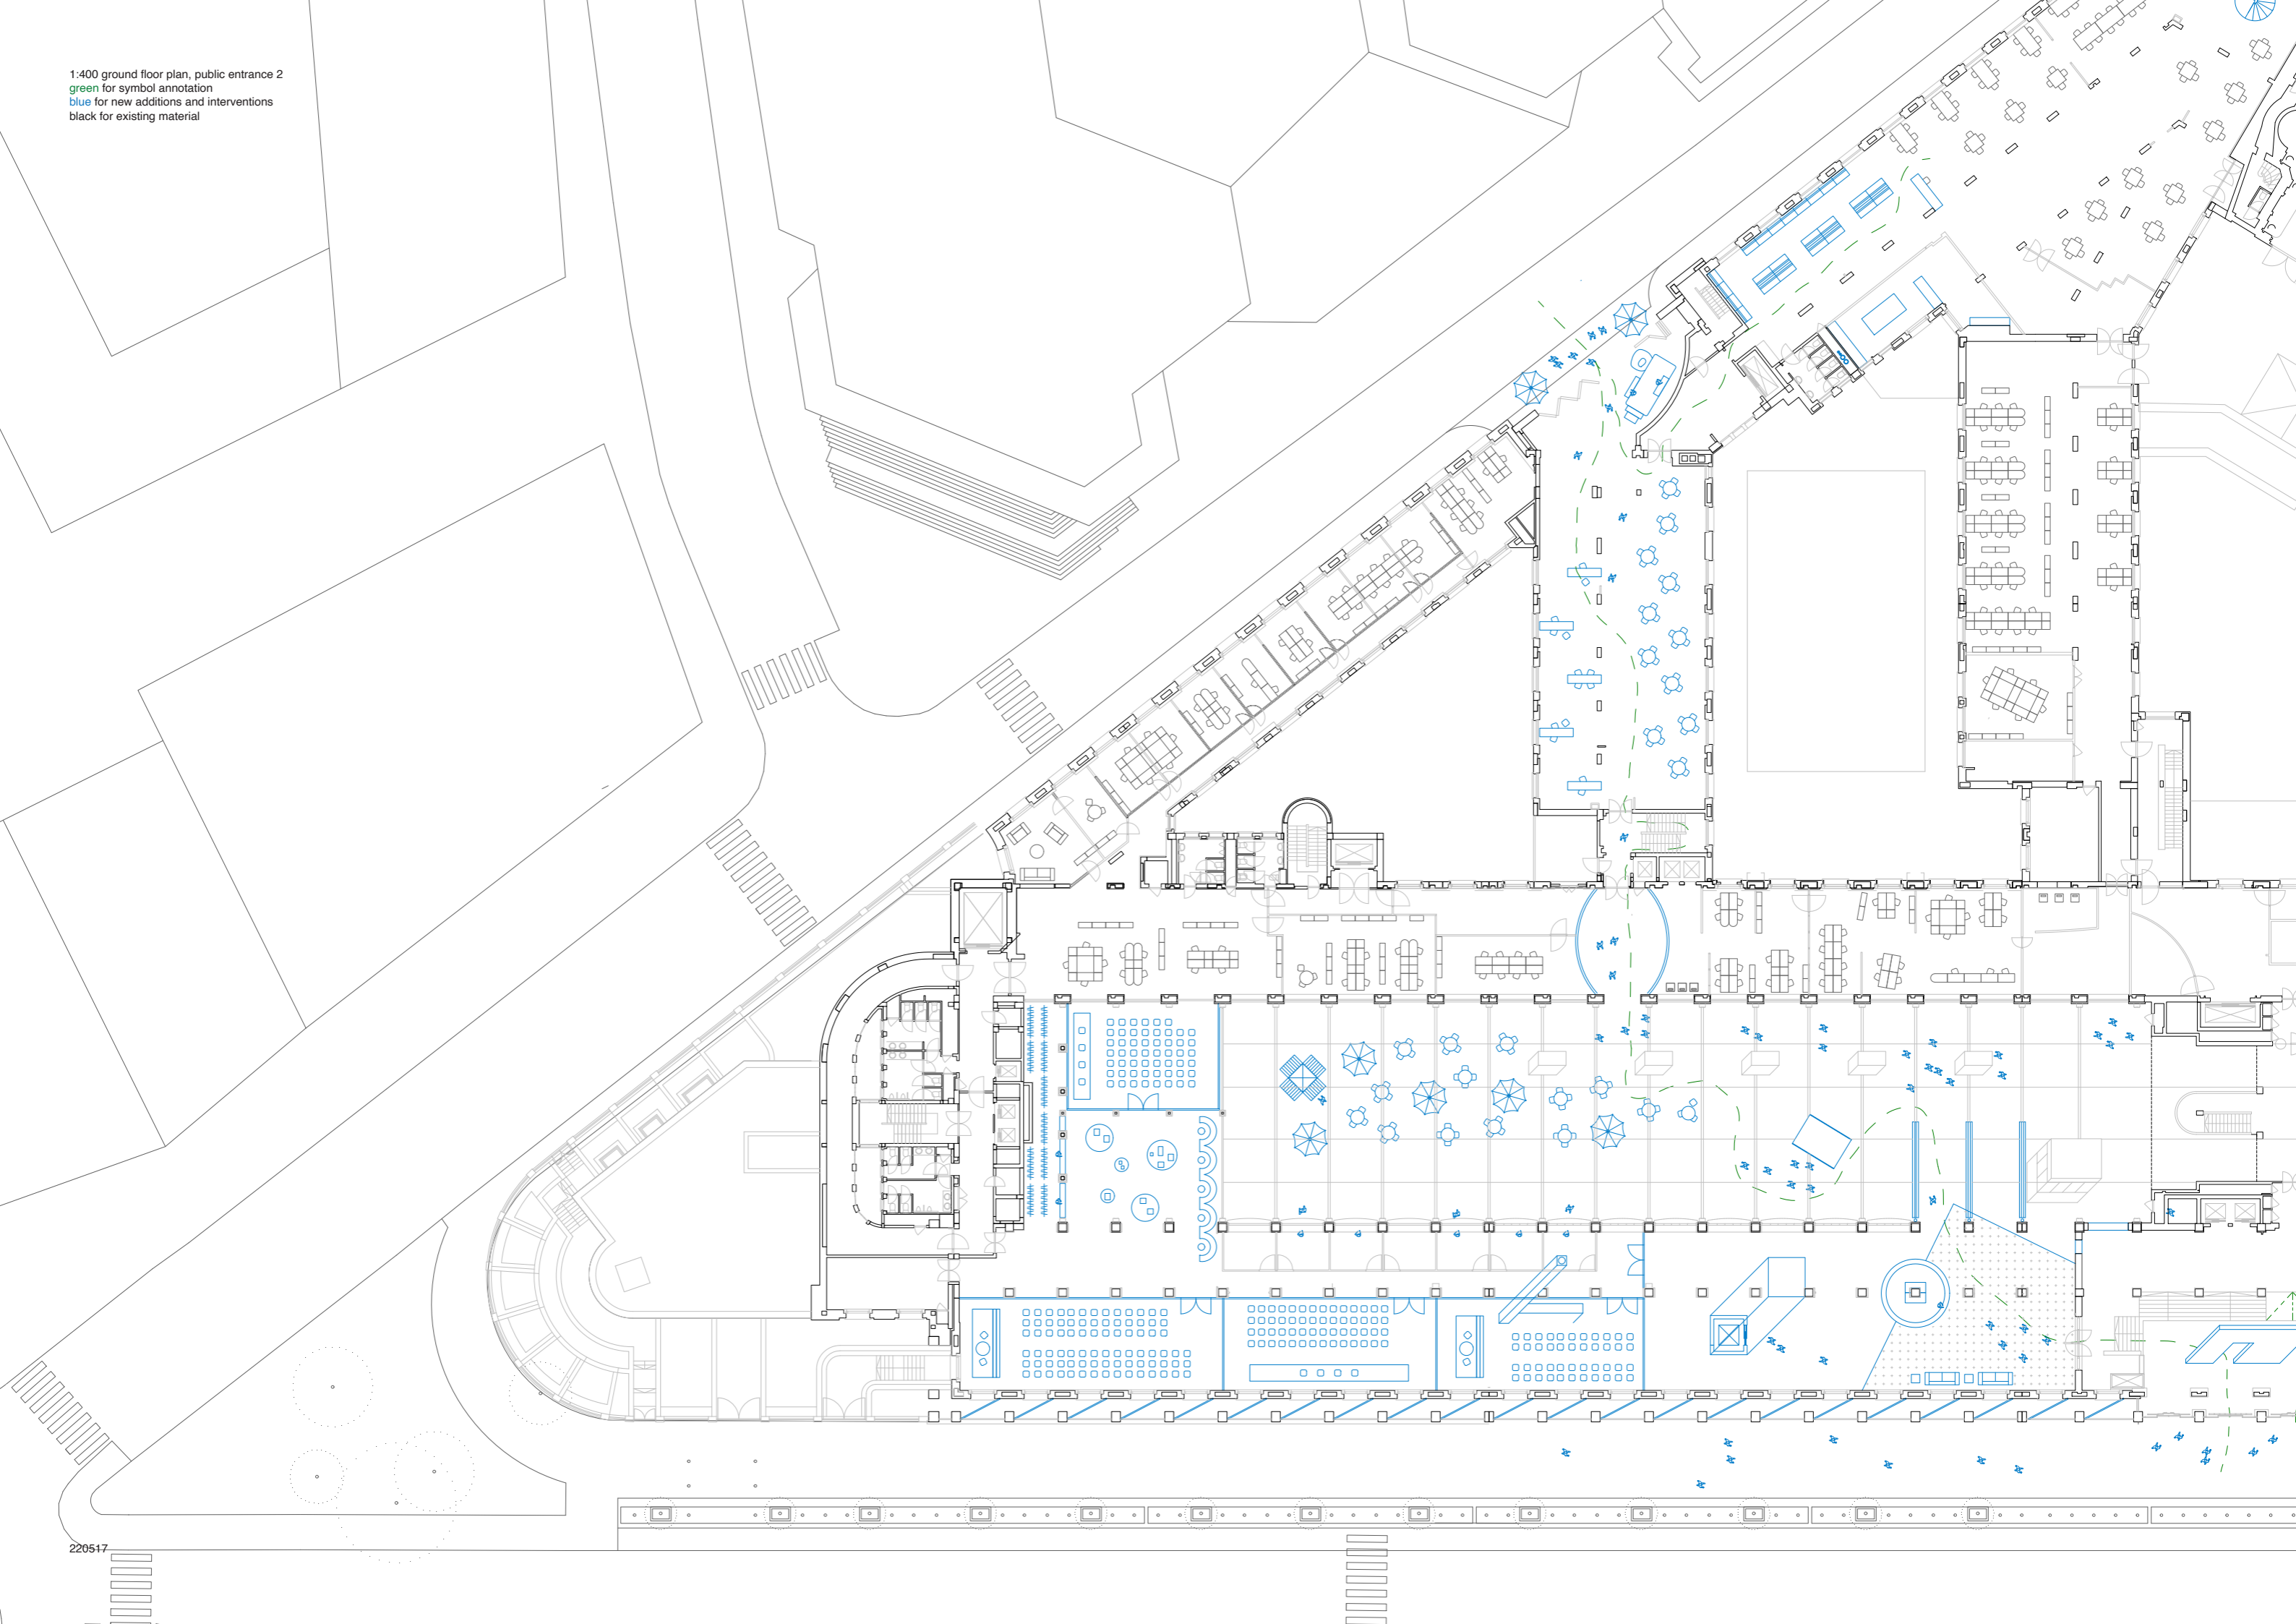 1:400 ground floor plan, public entrance 2
green for symbol annotation
blue for new additions and interventions
black for existing material
220517